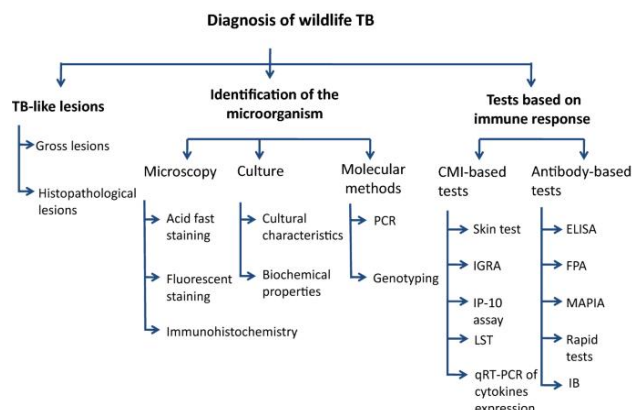 Diagnosis of wildlife TB
TB-like lesions
Gross lesions
Histopathological
lesions
Identification of the
microorganism
Microscopy
Acid fast
staining
Fluorescent
staining
Immunohistochemistry
Culture
Cultural
characteristics
Biochemical
properties
Molecular
methods
PCR
Genotyping
Tests based on
immune response
CMI-based
tests
Skin test
IGRA
IP-10
assay
LST
qRT-PCR of
cytokines
expression
Antibody-based
tests
ELISA
FPA
MAPIA
Rapid
tests
IB